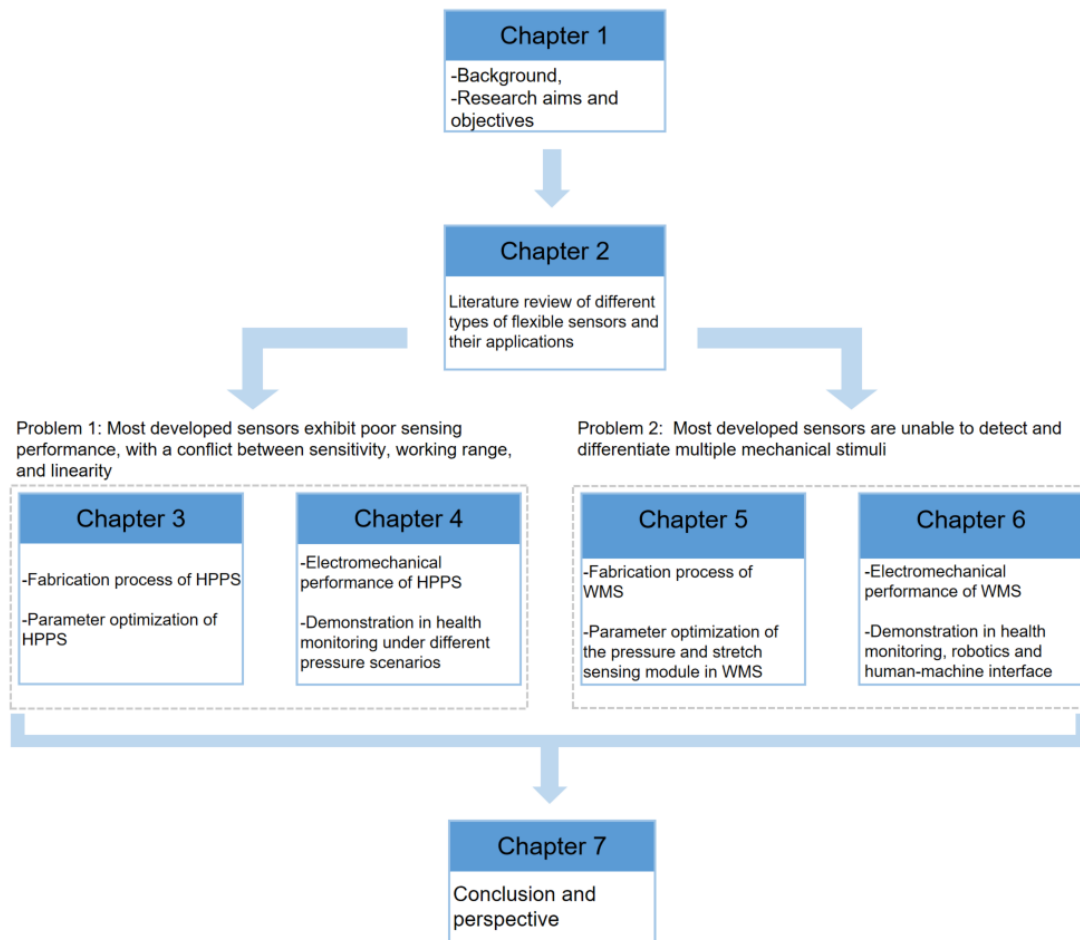 Chapter 1
-Background,
-Research aims and
objectives
Chapter 2
Literature review of different
types of flexible sensors and
their applications
Problem 1: Most developed sensors exhibit poor sensing
performance, with a conflict between sensitivity, working range,
and linearity
Problem 2:  Most developed sensors are unable to detect and
differentiate multiple mechanical stimuli
Chapter 3
-Fabrication process of HPPS
-Parameter optimization of
HPPS
Chapter 4
-Electromechanical
performance of HPPS
-Demonstration in health
monitoring under different
pressure scenarios
Chapter 5
-Fabrication process of
WMS
-Parameter optimization of
the pressure and stretch
sensing module in WMS
Chapter 6
-Electromechanical
performance of WMS
-Demonstration in health
monitoring, robotics and
human-machine interface
Chapter 7
Conclusion and
perspective